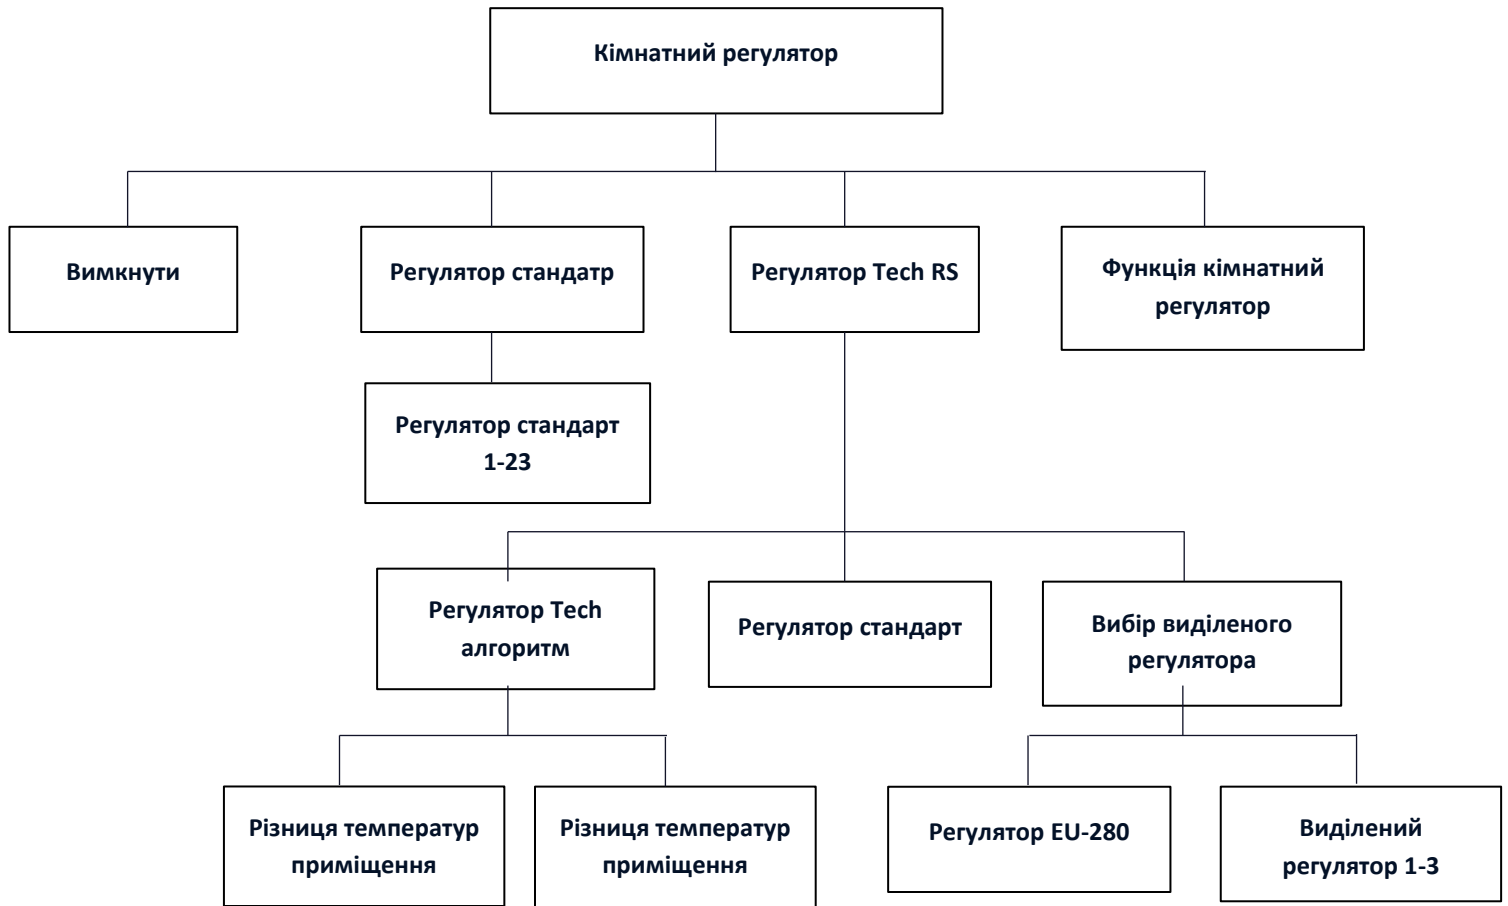 Кімнатний регулятор
Вимкнути
Регулятор стандатр
Регулятор Tech RS
Функція кімнатний
регулятор
Регулятор стандарт
1-23
Регулятор Tech
алгоритм
Регулятор стандарт
Вибір виділеного
регулятора
Різниця температур
приміщення
Різниця температур
приміщення
Регулятор EU-280
Виділений
регулятор 1-3